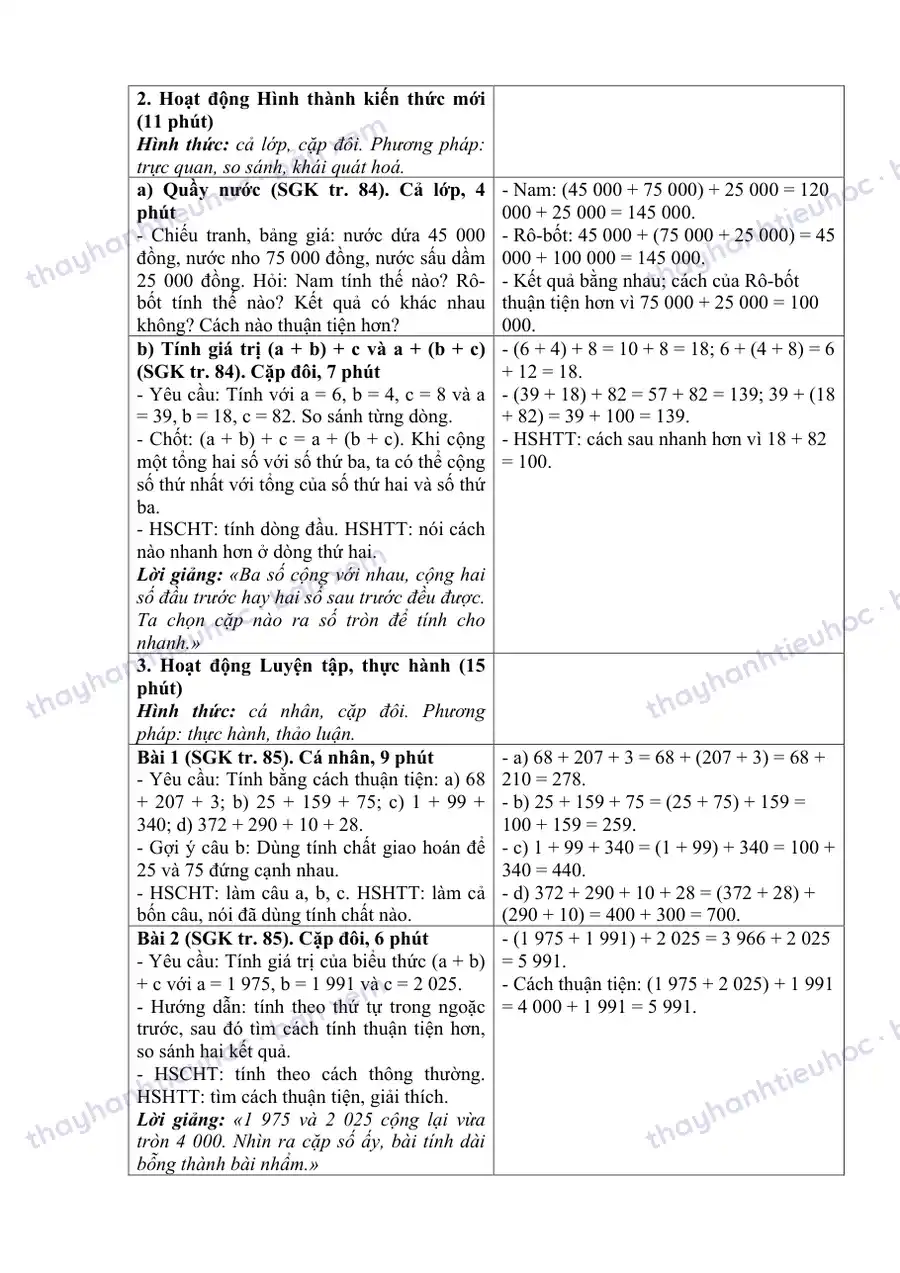 2. Hoạt động Hình thành kiến thức mới
(11 phút)
Hình thức: cả lớp, cặp đôi. Phương pháp:
trực quan, so sánh, khái quát hoá.
a) Quầy nước (SGK tr. 84). Cả lớp, 4
phút
- Chiếu tranh, bảng giá: nước dừa 45 000
đồng, nước nho 75 000 đồng, nước sấu dầm
25 000 đồng. Hỏi: Nam tính thế nào? Rô-
bốt tính thế nào? Kết quả có khác nhau
không? Cách nào thuận tiện hơn?
- Nam: (45 000 + 75 000) + 25 000 = 120
000 + 25 000 = 145 000.
- Rô-bốt: 45 000 + (75 000 + 25 000) = 45
000 + 100 000 = 145 000.
- Kết quả bằng nhau; cách của Rô-bốt
thuận tiện hơn vì 75 000 + 25 000 = 100
000.
b) Tính giá trị (a + b) + c và a + (b + c)
(SGK tr. 84). Cặp đôi, 7 phút
- Yêu cầu: Tính với a = 6, b = 4, c = 8 và a
= 39, b = 18, c = 82. So sánh từng dòng.
- Chốt: (a + b) + c = a + (b + c). Khi cộng
một tổng hai số với số thứ ba, ta có thể cộng
số thứ nhất với tổng của số thứ hai và số thứ
ba.
- HSCHT: tính dòng đầu. HSHTT: nói cách
nào nhanh hơn ở dòng thứ hai.
Lời giảng: «Ba số cộng với nhau, cộng hai
số đầu trước hay hai số sau trước đều được.
Ta chọn cặp nào ra số tròn để tính cho
nhanh.»
- (6 + 4) + 8 = 10 + 8 = 18; 6 + (4 + 8) = 6
+ 12 = 18.
- (39 + 18) + 82 = 57 + 82 = 139; 39 + (18
+ 82) = 39 + 100 = 139.
- HSHTT: cách sau nhanh hơn vì 18 + 82
= 100.
3. Hoạt động Luyện tập, thực hành (15
phút)
Hình thức: cá nhân, cặp đôi. Phương
pháp: thực hành, thảo luận.
Bài 1 (SGK tr. 85). Cá nhân, 9 phút
- Yêu cầu: Tính bằng cách thuận tiện: a) 68
+ 207 + 3; b) 25 + 159 + 75; c) 1 + 99 +
340; d) 372 + 290 + 10 + 28.
- Gợi ý câu b: Dùng tính chất giao hoán để
25 và 75 đứng cạnh nhau.
- HSCHT: làm câu a, b, c. HSHTT: làm cả
bốn câu, nói đã dùng tính chất nào.
- a) 68 + 207 + 3 = 68 + (207 + 3) = 68 +
210 = 278.
- b) 25 + 159 + 75 = (25 + 75) + 159 =
100 + 159 = 259.
- c) 1 + 99 + 340 = (1 + 99) + 340 = 100 +
340 = 440.
- d) 372 + 290 + 10 + 28 = (372 + 28) +
(290 + 10) = 400 + 300 = 700.
Bài 2 (SGK tr. 85). Cặp đôi, 6 phút
- Yêu cầu: Tính giá trị của biểu thức (a + b)
+ c với a = 1 975, b = 1 991 và c = 2 025.
- Hướng dẫn: tính theo thứ tự trong ngoặc
trước, sau đó tìm cách tính thuận tiện hơn,
so sánh hai kết quả.
- HSCHT: tính theo cách thông thường.
HSHTT: tìm cách thuận tiện, giải thích.
Lời giảng: «1 975 và 2 025 cộng lại vừa
tròn 4 000. Nhìn ra cặp số ấy, bài tính dài
bỗng thành bài nhẩm.»
- (1 975 + 1 991) + 2 025 = 3 966 + 2 025
= 5 991.
- Cách thuận tiện: (1 975 + 2 025) + 1 991
= 4 000 + 1 991 = 5 991.
thayhanhtieuhoc · bản xem
thayhanhtieuhoc · b
thayhanhtieuhoc · bản xem
thayhanhtieuhoc · b
thayhanhtieuhoc · bản xem
thayhanhtieuhoc · b